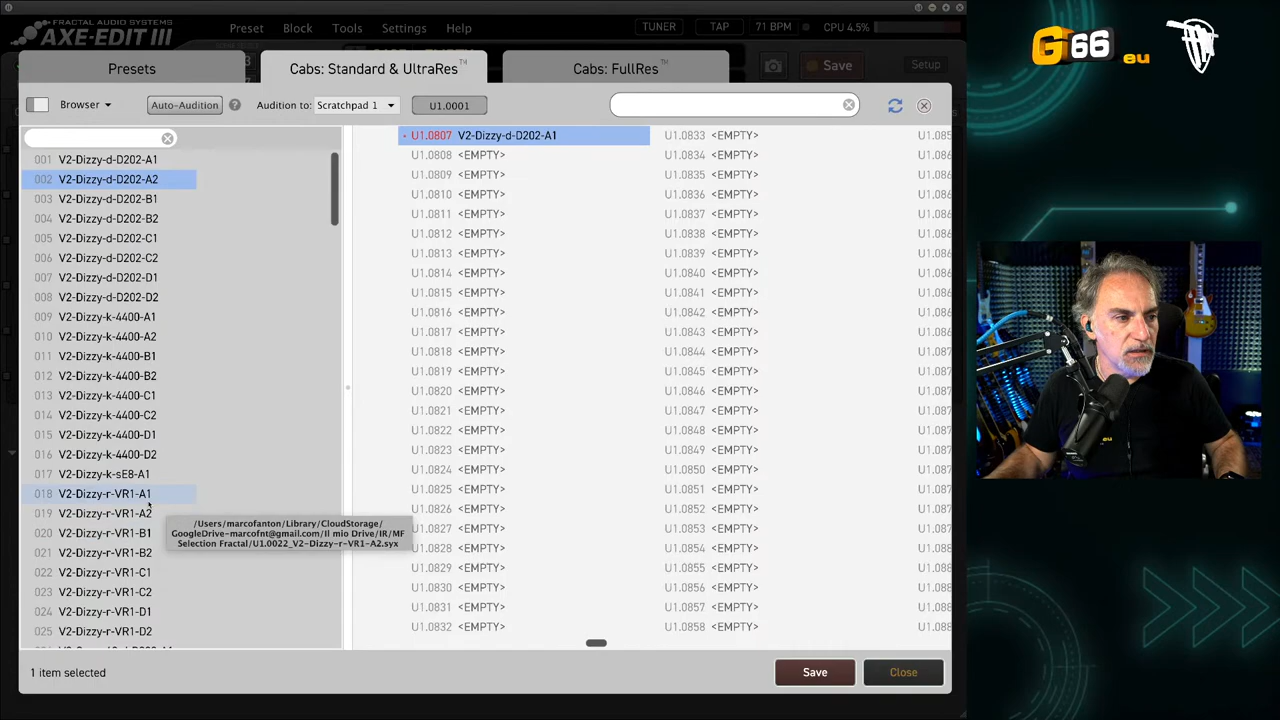 FRACTAL AUDIO SYSTEMS
AXE-EDIT III
Preset
Block
Tools
Settings
Help
TUNER
TAP
71 BPM
CPU 4.5%
G66
eu
Presets
Cabs: Standard & UltraRes™
Cabs: FullRes™
Save
Setup
Browser
Auto-Audition
?
Audition to:
Scratchpad 1
U1.0001
001 V2-Dizzy-d-D202-A1
002 V2-Dizzy-d-D202-A2
003 V2-Dizzy-d-D202-B1
004 V2-Dizzy-d-D202-B2
005 V2-Dizzy-d-D202-C1
006 V2-Dizzy-d-D202-C2
007 V2-Dizzy-d-D202-D1
008 V2-Dizzy-d-D202-D2
009 V2-Dizzy-k-4400-A1
010 V2-Dizzy-k-4400-A2
011 V2-Dizzy-k-4400-B1
012 V2-Dizzy-k-4400-B2
013 V2-Dizzy-k-4400-C1
014 V2-Dizzy-k-4400-C2
015 V2-Dizzy-k-4400-D1
016 V2-Dizzy-k-4400-D2
017 V2-Dizzy-k-sE8-A1
018 V2-Dizzy-r-VR1-A1
019 V2-Dizzy-r-VR1-A2
020 V2-Dizzy-r-VR1-B1
021 V2-Dizzy-r-VR1-B2
022 V2-Dizzy-r-VR1-C1
023 V2-Dizzy-r-VR1-C2
024 V2-Dizzy-r-VR1-D1
025 V2-Dizzy-r-VR1-D2
/Users/marcofanton/Library/CloudStorage/
GoogleDrive-marcofnt@gmail.com/Il mio Drive/IR/MF
Selection Fractal/U1.0022_V2-Dizzy-r-VR1-A2.syx
U1.0807 V2-Dizzy-d-D202-A1
U1.0808 <EMPTY>
U1.0809 <EMPTY>
U1.0810 <EMPTY>
U1.0811 <EMPTY>
U1.0812 <EMPTY>
U1.0813 <EMPTY>
U1.0814 <EMPTY>
U1.0815 <EMPTY>
U1.0816 <EMPTY>
U1.0817 <EMPTY>
U1.0818 <EMPTY>
U1.0819 <EMPTY>
U1.0820 <EMPTY>
U1.0821 <EMPTY>
U1.0822 <EMPTY>
U1.0823 <EMPTY>
U1.0824 <EMPTY>
U1.0825 <EMPTY>
U1.0826 <EMPTY>
U1.0827 <EMPTY>
U1.0828 <EMPTY>
U1.0829 <EMPTY>
U1.0830 <EMPTY>
U1.0831 <EMPTY>
U1.0832 <EMPTY>
U1.0833 <EMPTY>
U1.0834 <EMPTY>
U1.0835 <EMPTY>
U1.0836 <EMPTY>
U1.0837 <EMPTY>
U1.0838 <EMPTY>
U1.0839 <EMPTY>
U1.0840 <EMPTY>
U1.0841 <EMPTY>
U1.0842 <EMPTY>
U1.0843 <EMPTY>
U1.0844 <EMPTY>
U1.0845 <EMPTY>
U1.0846 <EMPTY>
U1.0847 <EMPTY>
U1.0848 <EMPTY>
U1.0849 <EMPTY>
U1.0850 <EMPTY>
U1.0851 <EMPTY>
U1.0852 <EMPTY>
U1.0853 <EMPTY>
U1.0854 <EMPTY>
U1.0855 <EMPTY>
U1.0856 <EMPTY>
U1.0857 <EMPTY>
U1.0858 <EMPTY>
1 item selected
Save
Close